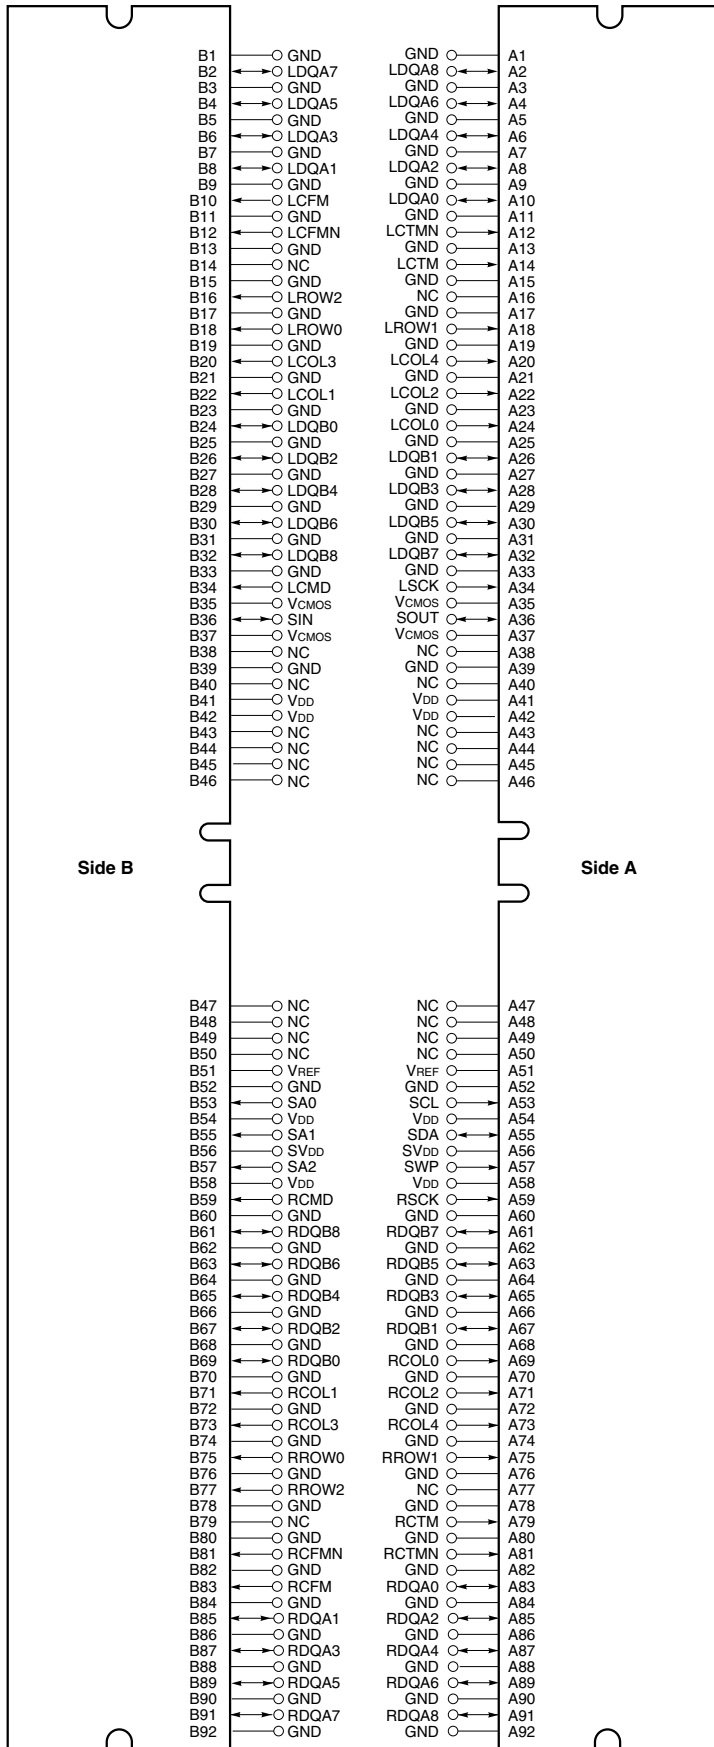 B1 GND GND A1
B2 LDQA7 LDQA8 A2
B3 GND GND A3
B4 LDQA5 LDQA6 A4
B5 GND GND A5
B6 LDQA3 LDQA4 A6
B7 GND GND A7
B8 LDQA1 LDQA2 A8
B9 GND GND A9
B10 LCFM LDQA0 A10
B11 GND GND A11
B12 LCFMN LCTMN A12
B13 GND GND A13
B14 NC LCTM A14
B15 GND GND A15
B16 LROW2 NC A16
B17 GND GND A17
B18 LROW0 LROW1 A18
B19 GND GND A19
B20 LCOL3 LCOL4 A20
B21 GND GND A21
B22 LCOL1 LCOL2 A22
B23 GND GND A23
B24 LDQB0 LCOL0 A24
B25 GND GND A25
B26 LDQB2 LDQB1 A26
B27 GND GND A27
B28 LDQB4 LDQB3 A28
B29 GND GND A29
B30 LDQB6 LDQB5 A30
B31 GND GND A31
B32 LDQB8 LDQB7 A32
B33 GND GND A33
B34 LCMD LSCK A34
B35 VCMOS VCMOS A35
B36 SIN SOUT A36
B37 VCMOS VCMOS A37
B38 NC NC A38
B39 GND GND A39
B40 NC NC A40
B41 VDD VDD A41
B42 VDD VDD A42
B43 NC NC A43
B44 NC NC A44
B45 NC NC A45
B46 NC NC A46
Side B Side A
B47 NC NC A47
B48 NC NC A48
B49 NC NC A49
B50 NC NC A50
B51 VREF VREF A51
B52 GND GND A52
B53 SA0 SCL A53
B54 VDD VDD A54
B55 SA1 SDA A55
B56 SVDD SVDD A56
B57 SA2 SWP A57
B58 VDD VDD A58
B59 RCMD RSCK A59
B60 GND GND A60
B61 RDQB8 RDQB7 A61
B62 GND GND A62
B63 RDQB6 RDQB5 A63
B64 GND GND A64
B65 RDQB4 RDQB3 A65
B66 GND GND A66
B67 RDQB2 RDQB1 A67
B68 GND GND A68
B69 RDQB0 RCOL0 A69
B70 GND GND A70
B71 RCOL1 RCOL2 A71
B72 GND GND A72
B73 RCOL3 RCOL4 A73
B74 GND GND A74
B75 RROW0 RROW1 A75
B76 GND GND A76
B77 RROW2 NC A77
B78 GND GND A78
B79 NC RCTM A79
B80 GND GND A80
B81 RCFMN RCTMN A81
B82 GND GND A82
B83 RCFM RDQA0 A83
B84 GND GND A84
B85 RDQA1 RDQA2 A85
B86 GND GND A86
B87 RDQA3 RDQA4 A87
B88 GND GND A88
B89 RDQA5 RDQA6 A89
B90 GND GND A90
B91 RDQA7 RDQA8 A91
B92 GND GND A92